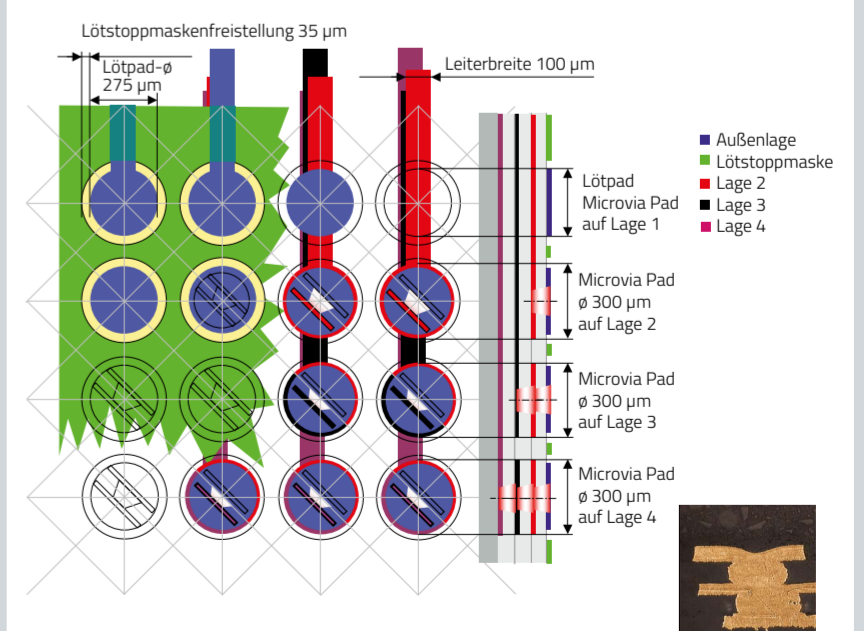 Lötstoppmaskenfreistellung 35 µm
Lötpad-ø
275 µm
Leiterbreite 100 µm
Außenlage
Lötstoppmaske
Lage 2
Lage 3
Lage 4
Lötpad
Microvia Pad
auf Lage 1
Microvia Pad
ø 300 µm
auf Lage 2
Microvia Pad
ø 300 µm
auf Lage 3
Microvia Pad
ø 300 µm
auf Lage 4